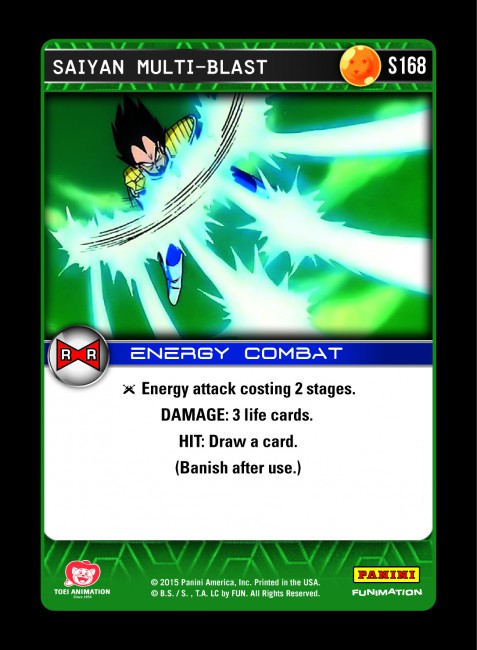 SAIYAN MULTI-BLAST S168
R R
ENERGY COMBAT
Energy attack costing 2 stages.
DAMAGE: 3 life cards.
HIT: Draw a card.
(Banish after use.)
TOEI ANIMATION
Since 1956
© 2015 Panini America, Inc. Printed in the USA.
© B.S. / S. , T.A. LC by FUN. All Rights Reserved.
PANINI
FUNIMATION